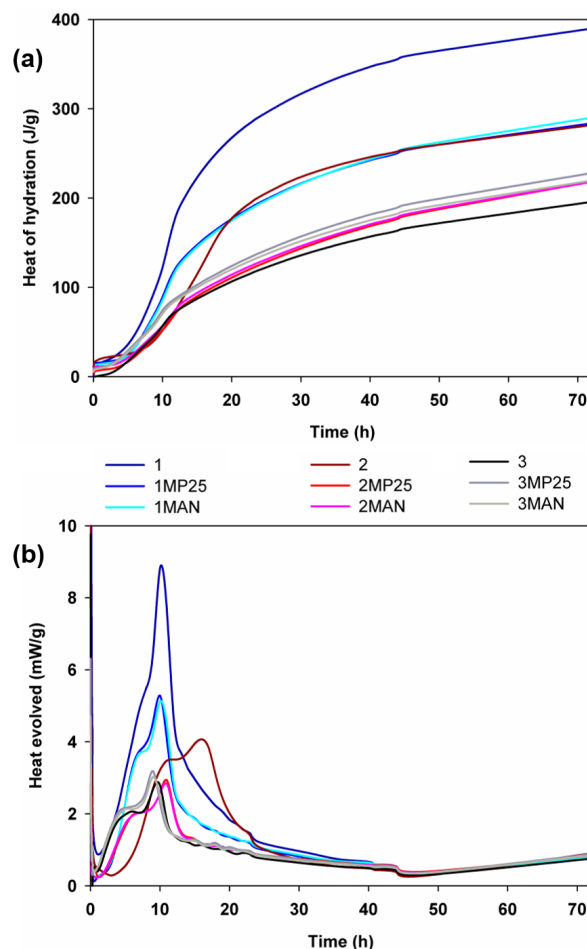 (a)
Heat of hydration (J/g)
400
300
200
100
0
0 10 20 30 40 50 60 70
Time (h)
1 2 3
1MP25 2MP25 3MP25
1MAN 2MAN 3MAN
(b)
Heat evolved (mW/g)
10
8
6
4
2
0
0 10 20 30 40 50 60 70
Time (h)